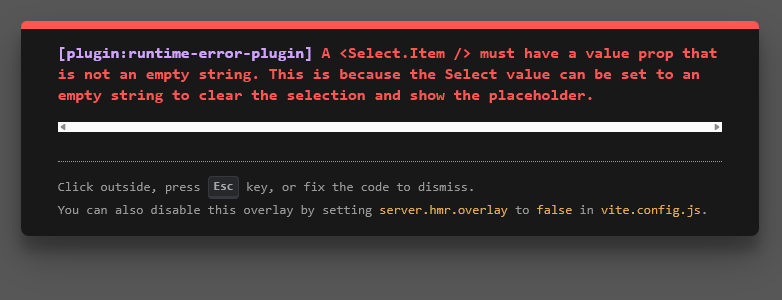 [plugin:runtime-error-plugin] A <Select.Item /> must have a value prop that
is not an empty string. This is because the Select value can be set to an
empty string to clear the selection and show the placeholder.
Click outside, press Esc key, or fix the code to dismiss.
You can also disable this overlay by setting server.hmr.overlay to false in vite.config.js.